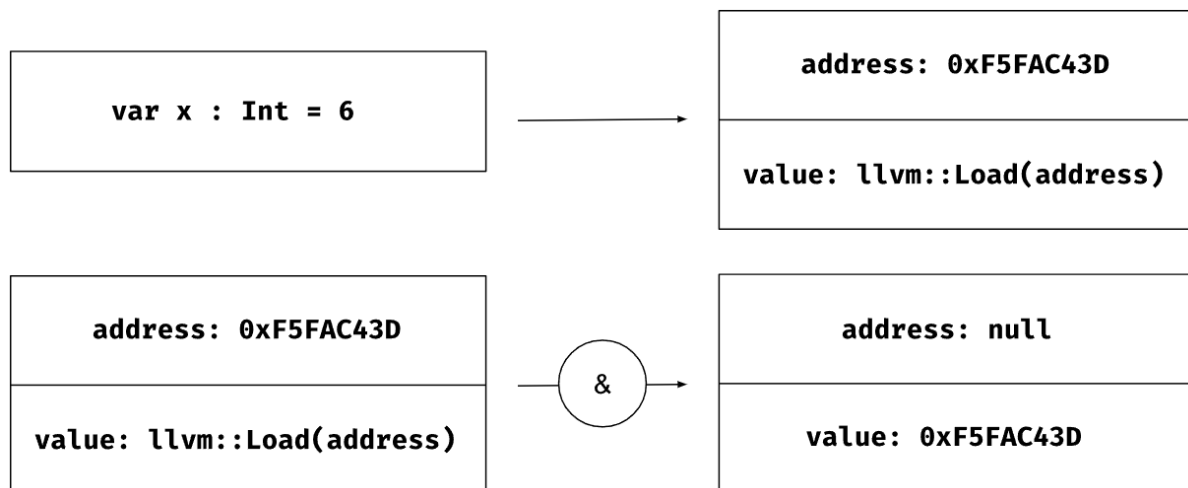 var x : Int = 6
address: 0xF5FAC43D
value: llvm::Load(address)
address: 0xF5FAC43D
value: llvm::Load(address)
&
address: null
value: 0xF5FAC43D